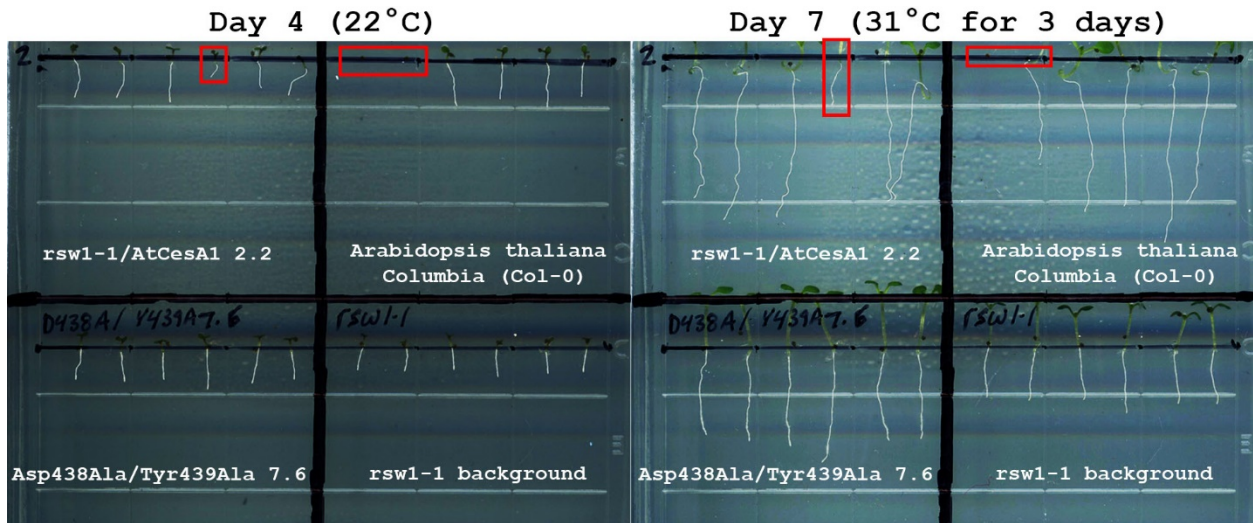 Day 4 (22°C)
Day 7 (31°C for 3 days)
2
2
rsw1-1/AtCesA1 2.2
Arabidopsis thaliana
Columbia (Col-0)
rsw1-1/AtCesA1 2.2
Arabidopsis thaliana
Columbia (Col-0)
D438A/ Y439A 7.6
rsw1-1
D438A/ Y439A 7.6
rsw1-1
Asp438Ala/Tyr439Ala 7.6
rsw1-1 background
Asp438Ala/Tyr439Ala 7.6
rsw1-1 background